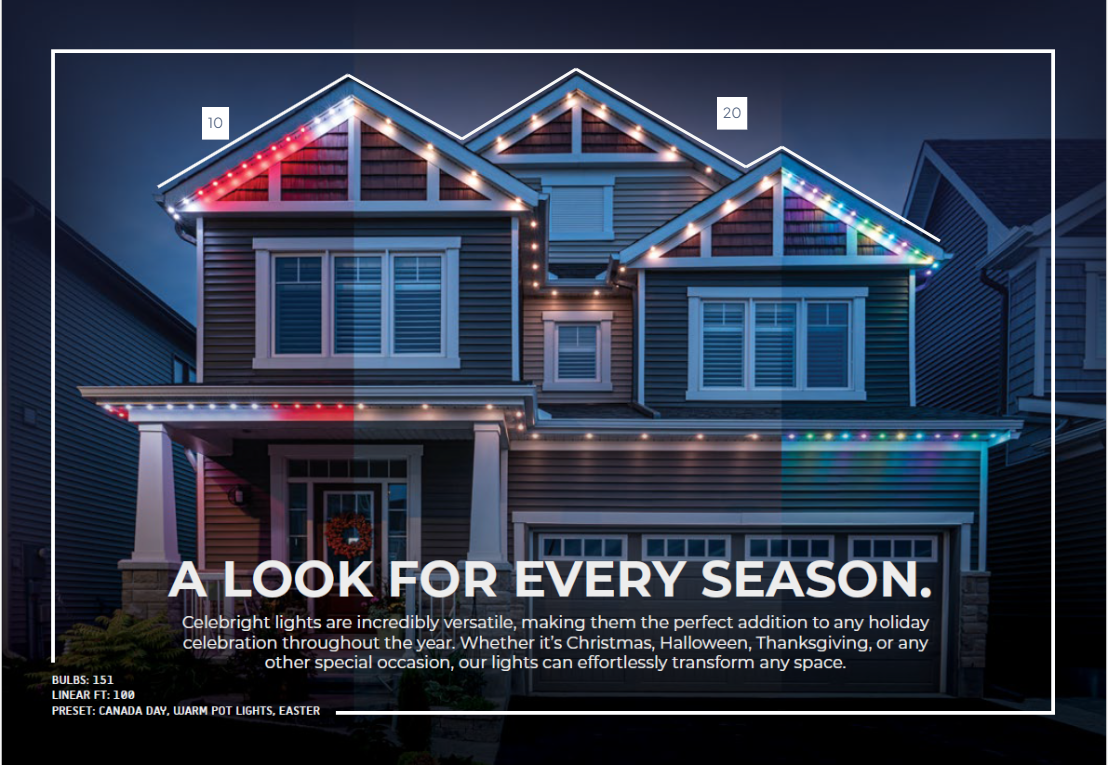 10
20
A LOOK FOR EVERY SEASON.
Celebright lights are incredibly versatile, making them the perfect addition to any holiday
celebration throughout the year. Whether it's Christmas, Halloween, Thanksgiving, or any
other special occasion, our lights can effortlessly transform any space.
BULBS: 151
LINEAR FT: 100
PRESET: CANADA DAY, WARM POT LIGHTS, EASTER